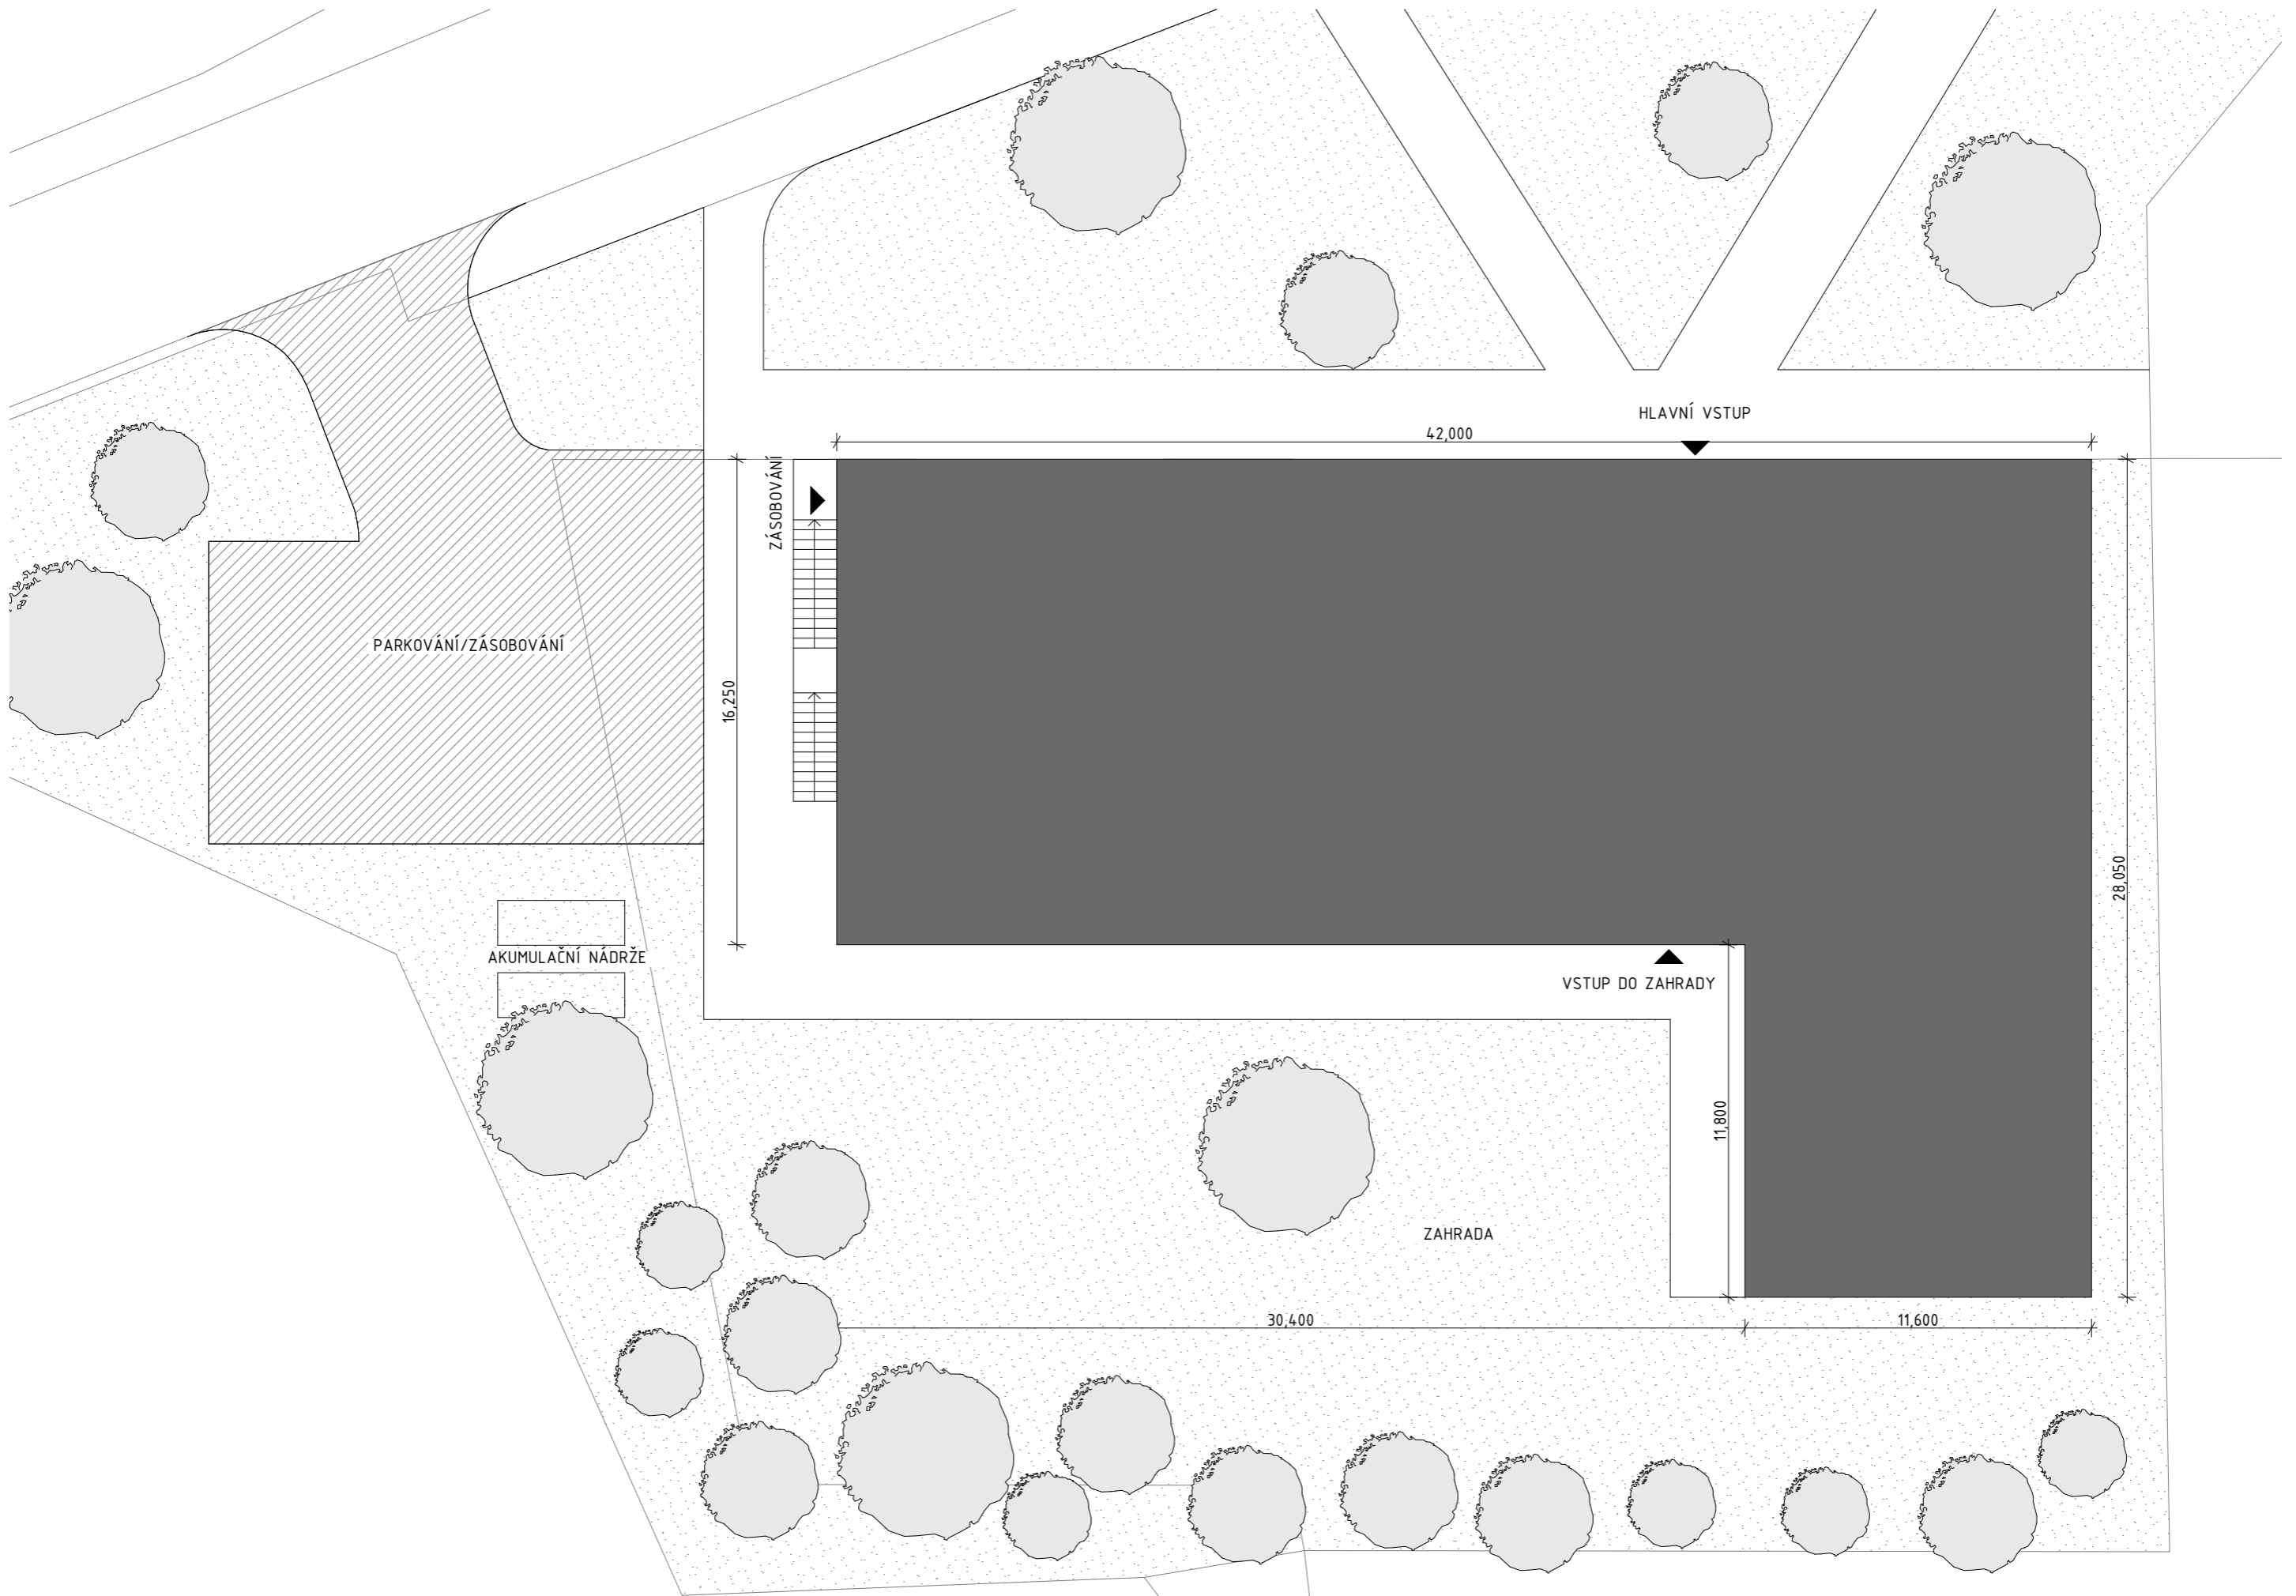 HLAVNÍ VSTUP
42,000
ZÁSOBOVÁNÍ
PARKOVÁNÍ/ZÁSOBOVÁNÍ
16,250
28,050
AKUMULAČNÍ NÁDRŽE
VSTUP DO ZAHRADY
11,800
ZAHRADA
30,400
11,600